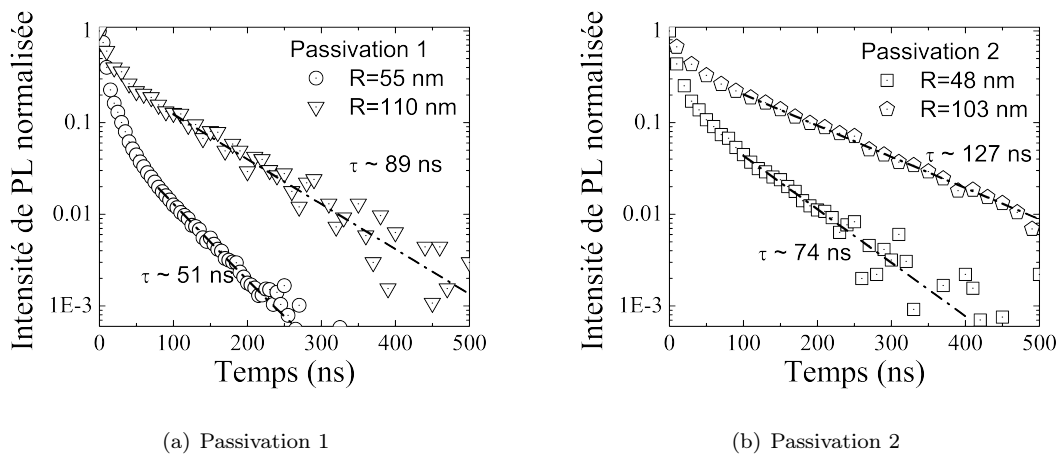 Intensité de PL normalisée
1
0.1
0.01
1E-3
0 100 200 300 400 500
Temps (ns)
Passivation 1
R=55 nm
R=110 nm
τ ~ 89 ns
τ ~ 51 ns
(a) Passivation 1
Intensité de PL normalisée
1
0.1
0.01
1E-3
0 100 200 300 400 500
Temps (ns)
Passivation 2
R=48 nm
R=103 nm
τ ~ 127 ns
τ ~ 74 ns
(b) Passivation 2